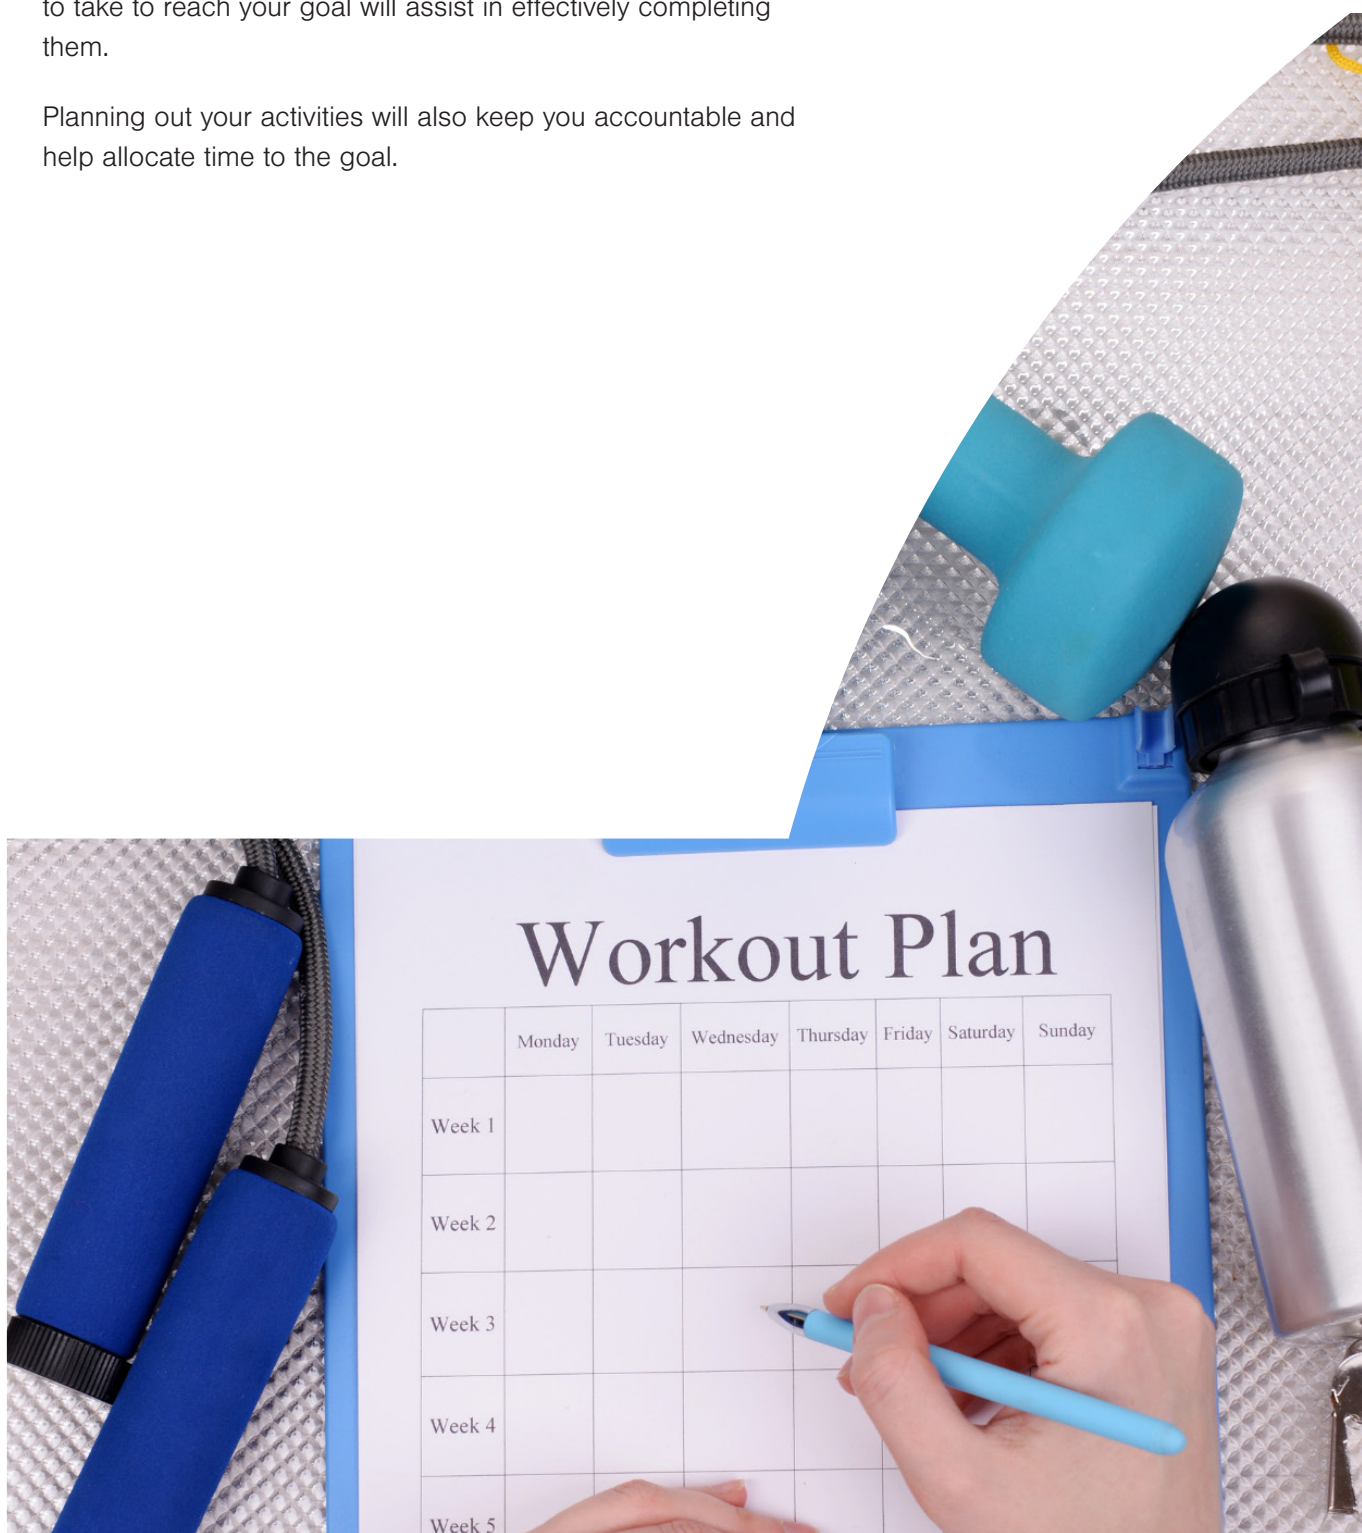 to take to reach your goal will assist in effectively completing
them.
Planning out your activities will also keep you accountable and
help allocate time to the goal.
Workout Plan
Monday Tuesday Wednesday Thursday Friday Saturday Sunday
Week 1
Week 2
Week 3
Week 4
Week 5